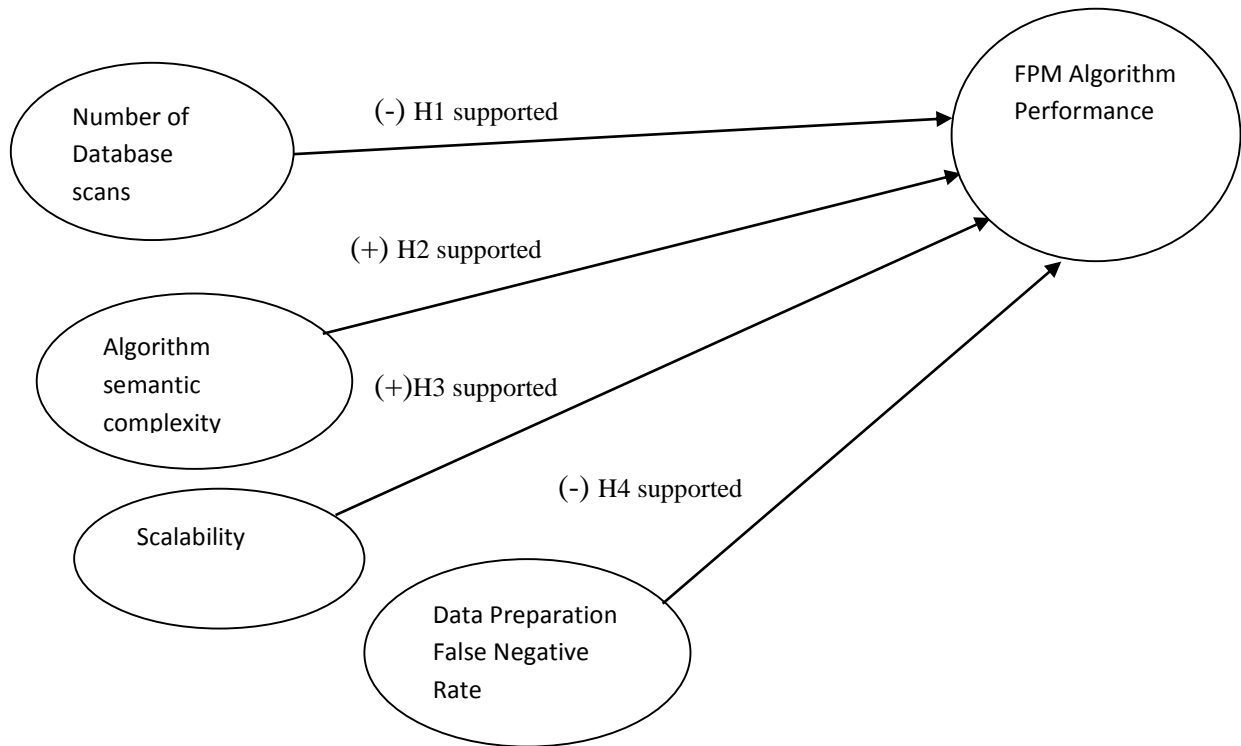 FPM Algorithm
Performance
Number of
Database
scans
(-) H1 supported
(+) H2 supported
Algorithm
semantic
complexity
(+)H3 supported
(-) H4 supported
Scalability
Data Preparation
False Negative
Rate